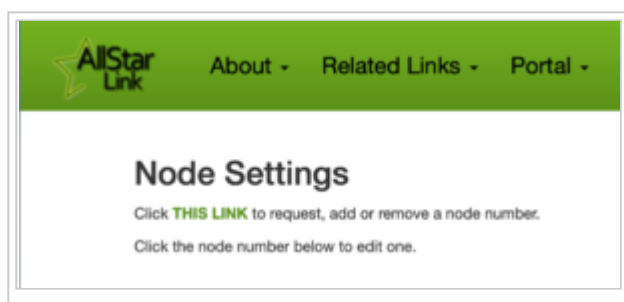 AllStar
Link
About
Related Links
Portal
Node Settings
Click THIS LINK to request, add or remove a node number.
Click the node number below to edit one.